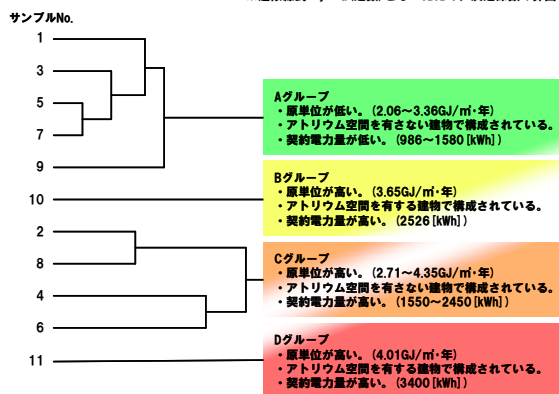 サンプルNo.
1
3
5
7
9
10
2
8
4
6
11
Aグループ
・原単位が低い。(2.06～3.36GJ/㎡・年)
・アトリウム空間を有さない建物で構成されている。
・契約電力量が低い。(986～1580[kWh])
Bグループ
・原単位が高い。(3.65GJ/㎡・年)
・アトリウム空間を有する建物で構成されている。
・契約電力量が高い。(2526[kWh])
Cグループ
・原単位が高い。(2.71～4.35GJ/㎡・年)
・アトリウム空間を有さない建物で構成されている。
・契約電力量が高い。(1550～2450[kWh])
Dグループ
・原単位が高い。(4.01GJ/㎡・年)
・アトリウム空間を有する建物で構成されている。
・契約電力量が高い。(3400[kWh])